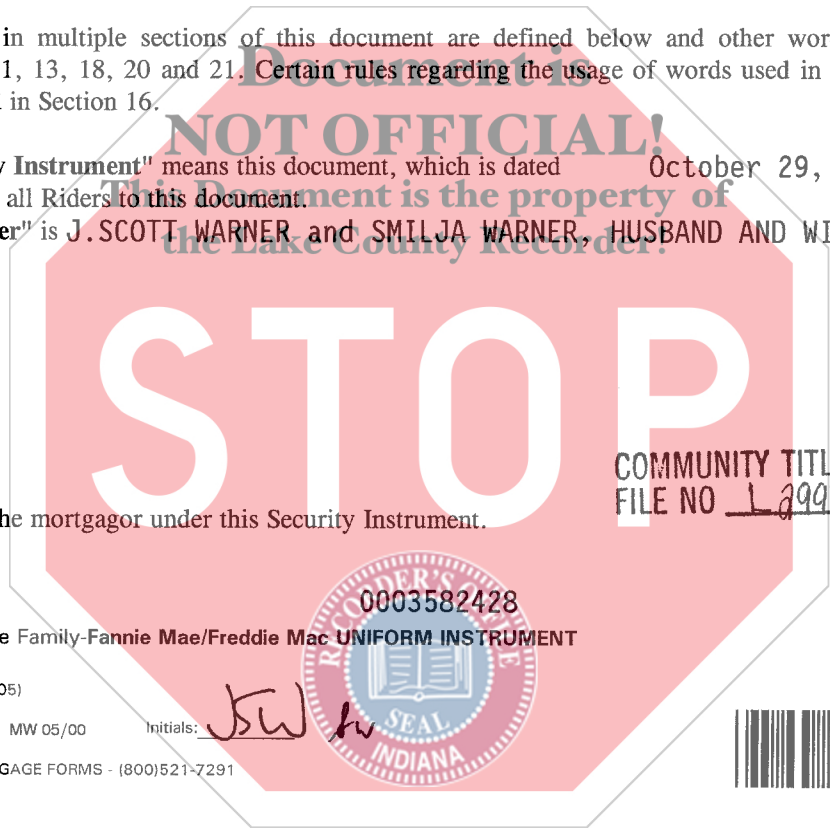 in multiple sections of this document are defined below and other wor
1, 13, 18, 20 and 21. Certain rules regarding the usage of words used in
in Section 16.
Document is
NOT OFFICIAL!
This Document is the property of
the Lake County Recorder!
y Instrument" means this document, which is dated October 29,
all Riders to this document.
er" is J.SCOTT WARNER and SMILJA WARNER, HUSBAND AND WI
STOP
COMMUNITY TITL
FILE NO L 299
he mortgagor under this Security Instrument.
RECORDER'S OFFICE
SEAL
INDIANA
0003582428
e Family-Fannie Mae/Freddie Mac UNIFORM INSTRUMENT
05)
MW 05/00 Initials: JSW sw
GAGE FORMS - (800)521-7291